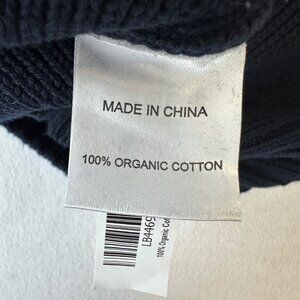 MADE IN CHINA
100% ORGANIC COTTON
LB4469
100% Organic Cot